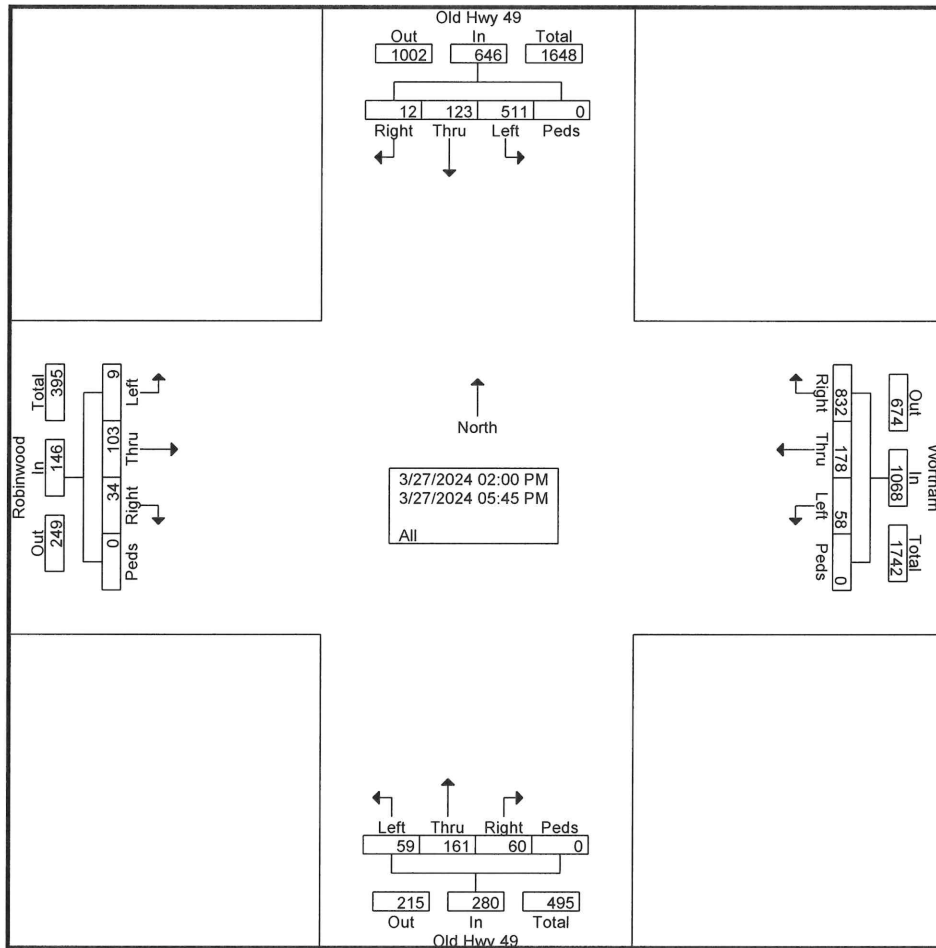 Old Hwy 49
Out In Total
1002 646 1648
12 123 511 0
Right Thru Left Peds
Robinwood
Total In Out
395 146 249
9 103 34 0
Left Thru Right Peds
North
3/27/2024 02:00 PM
3/27/2024 05:45 PM
All
Right Thru Left Peds
832 178 58 0
674 1068 1742
Out In Total
Wortham
Left Thru Right Peds
59 161 60 0
215 280 495
Out In Total
Old Hwy 49